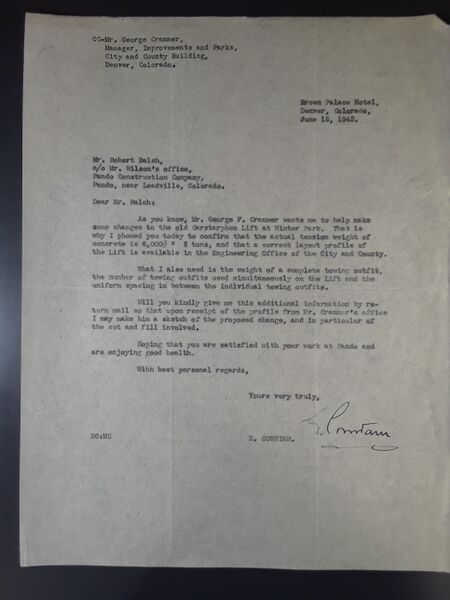 CC-Mr. George Cranmer,
Manager, Improvements and Parks,
City and County Building,
Denver, Colorado.
Brown Palace Hotel,
Denver, Colorado,
June 15, 1942.
Mr. Robert Balch,
c/o Mr. Wilson's office,
Pando Construction Company,
Pando, near Leadville, Colorado.
Dear Mr. Balch:
As you know, Mr. George F. Cranmer wants me to help make
some changes to the old Garstarphen Lift at Winter Park. That is
why I phoned you today to confirm that the actual tension weight of
concrete is 6,000# = 3 tons, and that a correct layout profile of
the Lift is available in the Engineering Office of the City and County.
What I also need is the weight of a complete towing outfit,
the number of towing outfits used simultaneously on the Lift and the
uniform spacing in between the individual towing outfits.
Will you kindly give me this additional information by re-
turn mail so that upon receipt of the profile from Mr. Cranmer's office
I may make him a sketch of the proposed change, and in particular of
the cut and fill involved.
Hoping that you are satisfied with your work at Pando and
are enjoying good health.
With best personal regards,
Yours very truly,
E. Constam
EC:MC E. CONSTAM.